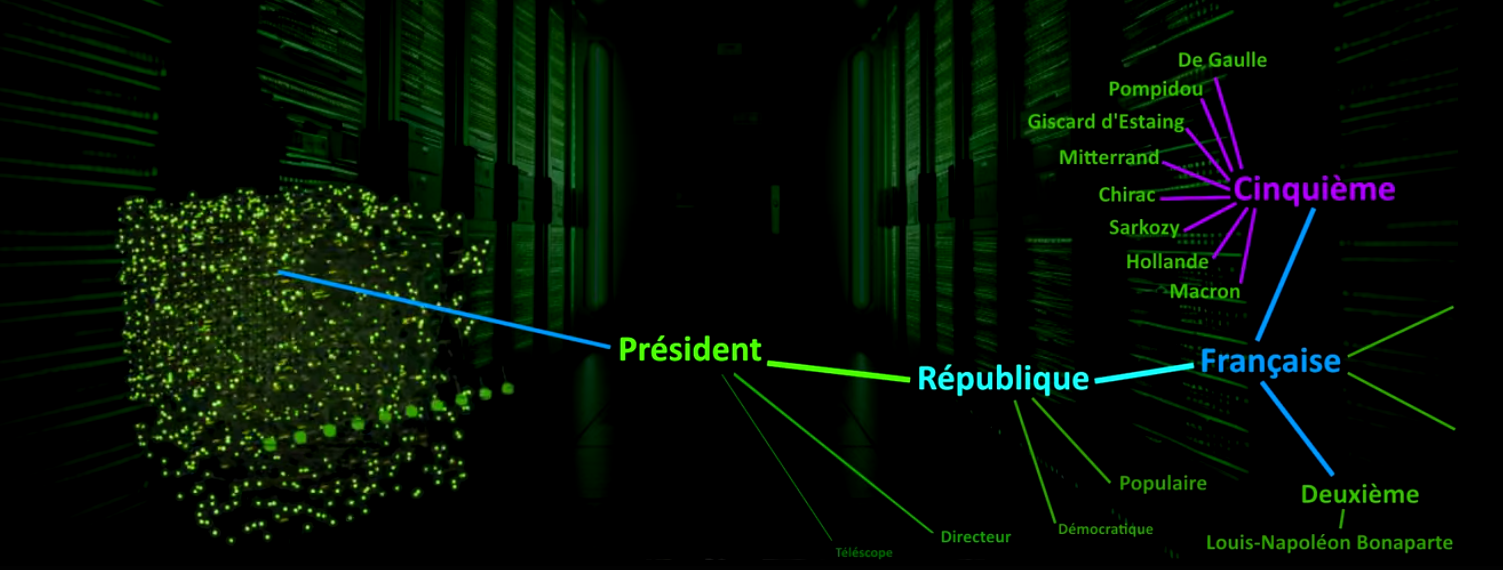 De Gaulle
Pompidou
Giscard d'Estaing
Mitterrand
Cinquième
Chirac
Sarkozy
Hollande
Macron
Président
République
Française
Populaire
Deuxième
Démocratique
Directeur
Louis-Napoléon Bonaparte
Téléscope